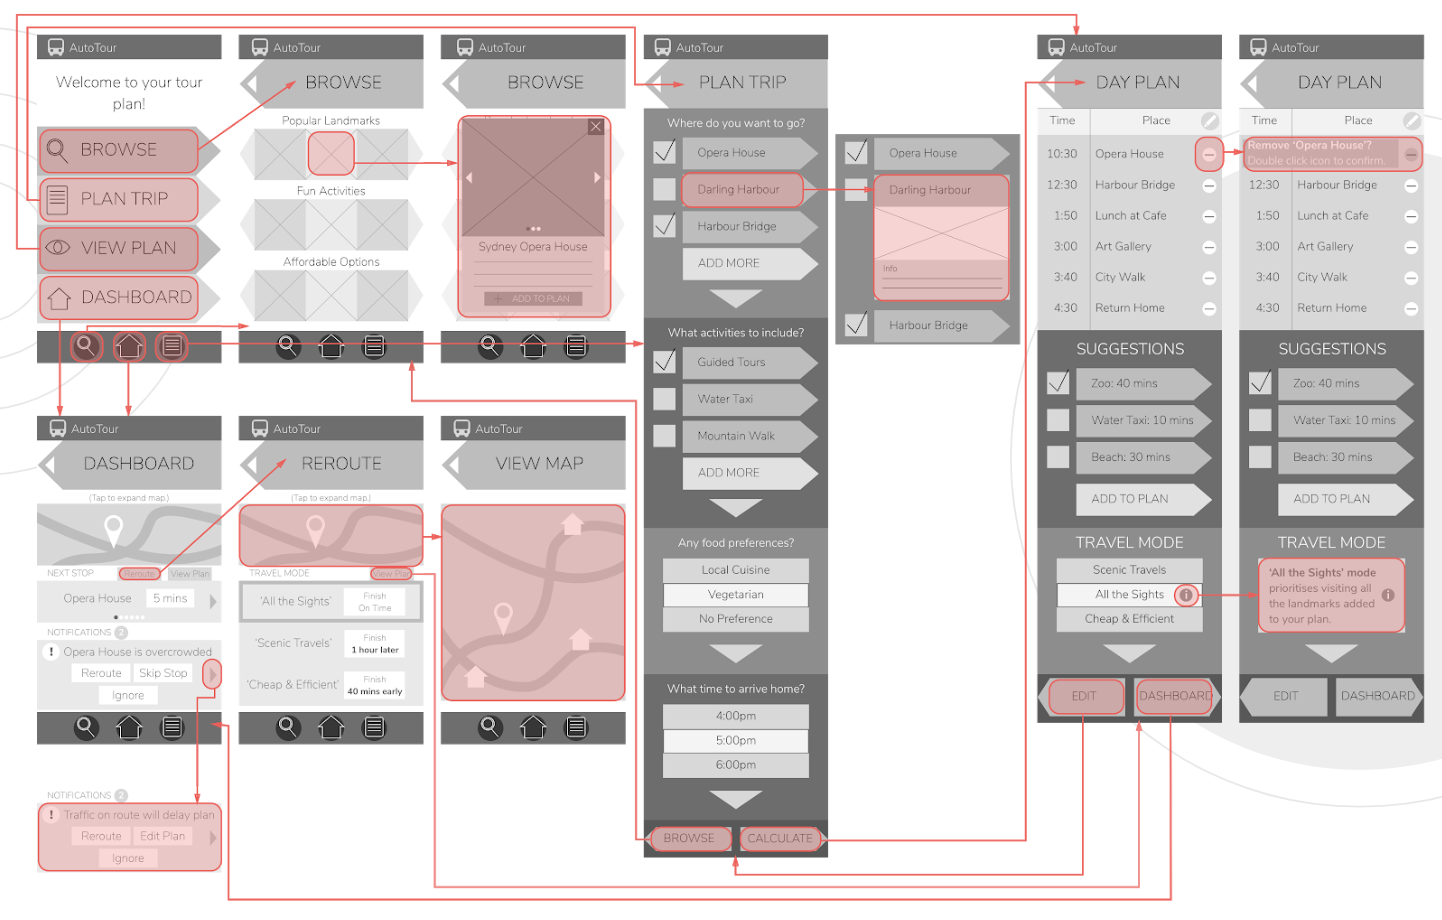 AutoTour
Welcome to your tour
plan!
BROWSE
PLAN TRIP
VIEW PLAN
DASHBOARD
AutoTour
BROWSE
Popular Landmarks
Fun Activities
Affordable Options
AutoTour
BROWSE
Sydney Opera House
+ ADD TO PLAN
AutoTour
PLAN TRIP
Where do you want to go?
Opera House
Darling Harbour
Harbour Bridge
ADD MORE
What activities to include?
Guided Tours
Water Taxi
Mountain Walk
ADD MORE
Any food preferences?
Local Cuisine
Vegetarian
No Preference
What time to arrive home?
4:00pm
5:00pm
6:00pm
BROWSE
CALCULATE
Opera House
Darling Harbour
Info
Harbour Bridge
AutoTour
DAY PLAN
Time Place
10:30 Opera House
12:30 Harbour Bridge
1:50 Lunch at Cafe
3:00 Art Gallery
3:40 City Walk
4:30 Return Home
SUGGESTIONS
Zoo: 40 mins
Water Taxi: 10 mins
Beach: 30 mins
ADD TO PLAN
TRAVEL MODE
Scenic Travels
All the Sights
Cheap & Efficient
EDIT
DASHBOARD
AutoTour
DAY PLAN
Time Place
Remove 'Opera House'?
Double click icon to confirm.
12:30 Harbour Bridge
1:50 Lunch at Cafe
3:00 Art Gallery
3:40 City Walk
4:30 Return Home
SUGGESTIONS
Zoo: 40 mins
Water Taxi: 10 mins
Beach: 30 mins
ADD TO PLAN
TRAVEL MODE
'All the Sights' mode
prioritises visiting all
the landmarks added
to your plan.
EDIT
DASHBOARD
AutoTour
DASHBOARD
(Tap to expand map.)
NEXT STOP Reroute View Plan
Opera House 5 mins
NOTIFICATIONS 2
! Opera House is overcrowded
Reroute Skip Stop
Ignore
NOTIFICATIONS 2
! Traffic on route will delay plan
Reroute Edit Plan
Ignore
AutoTour
REROUTE
(Tap to expand map.)
TRAVEL MODE View Plan
'All the Sights' Finish
On Time
'Scenic Travels' Finish
1 hour later
'Cheap & Efficient' Finish
40 mins early
AutoTour
VIEW MAP